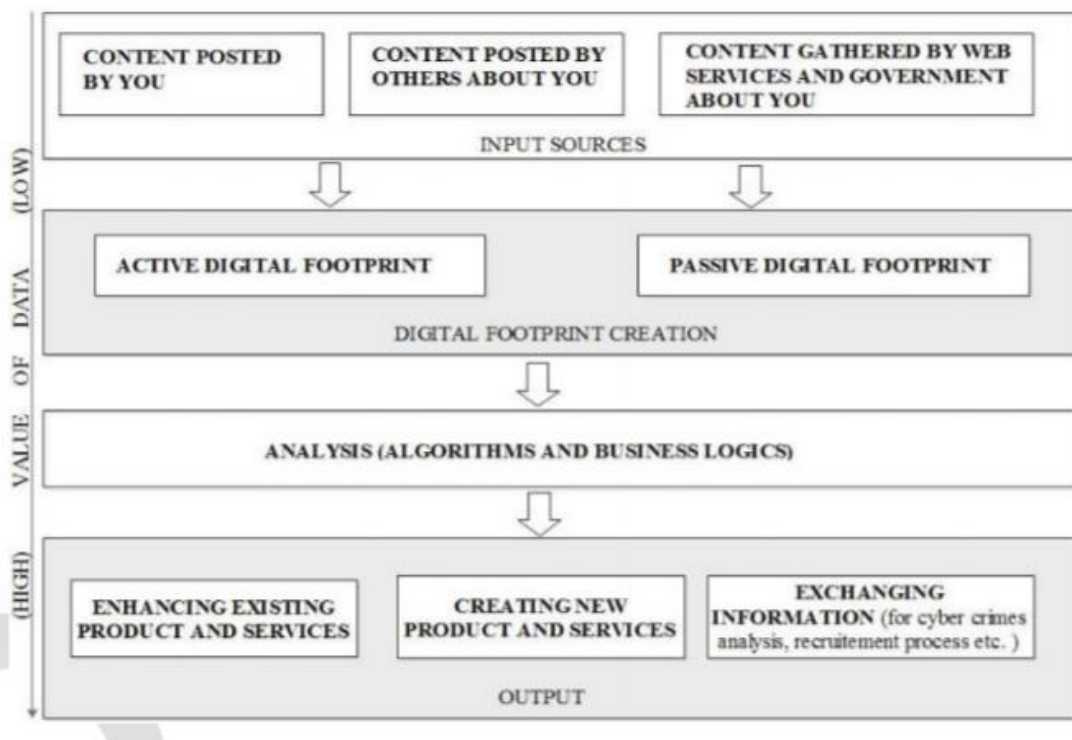 CONTENT POSTED
BY YOU
CONTENT POSTED BY
OTHERS ABOUT YOU
CONTENT GATHERED BY WEB
SERVICES AND GOVERNMENT
ABOUT YOU
INPUT SOURCES
ACTIVE DIGITAL FOOTPRINT
PASSIVE DIGITAL FOOTPRINT
DIGITAL FOOTPRINT CREATION
ANALYSIS (ALGORITHMS AND BUSINESS LOGICS)
ENHANCING EXISTING
PRODUCT AND SERVICES
CREATING NEW
PRODUCT AND SERVICES
EXCHANGING
INFORMATION (for cyber crimes
analysis, recruitement process etc. )
OUTPUT
(HIGH) VALUE OF DATA (LOW)